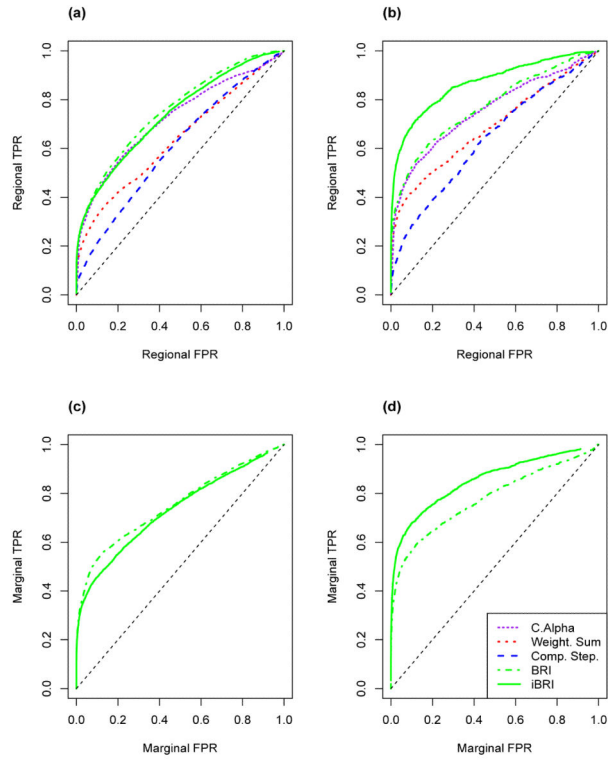 (a)
Regional TPR
0.0 0.2 0.4 0.6 0.8 1.0
0.0 0.2 0.4 0.6 0.8 1.0
Regional FPR
(b)
Regional TPR
0.0 0.2 0.4 0.6 0.8 1.0
0.0 0.2 0.4 0.6 0.8 1.0
Regional FPR
(c)
Marginal TPR
0.0 0.2 0.4 0.6 0.8 1.0
0.0 0.2 0.4 0.6 0.8 1.0
Marginal FPR
(d)
Marginal TPR
0.0 0.2 0.4 0.6 0.8 1.0
C.Alpha
Weight. Sum
Comp. Step.
BRI
iBRI
0.0 0.2 0.4 0.6 0.8 1.0
Marginal FPR